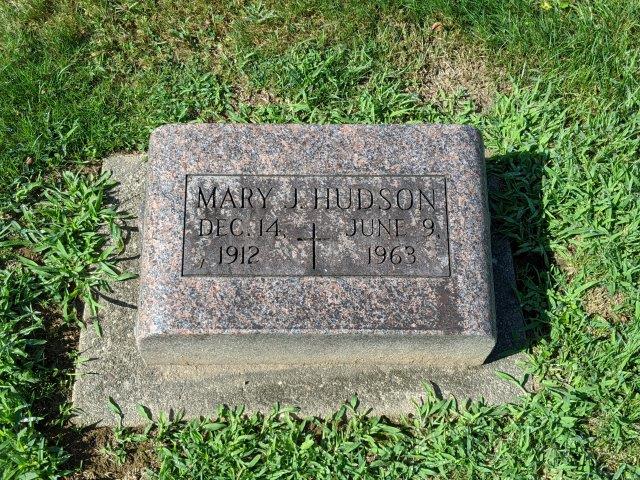 MARY J. HUDSON
DEC. 14, JUNE 9,
1912 1963